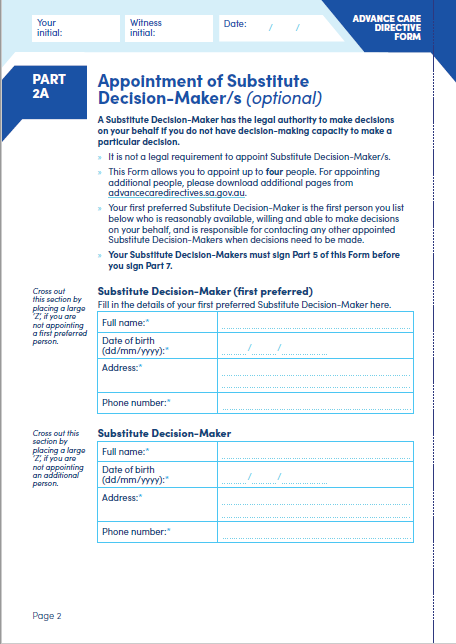 Your initial:
Witness initial:
Date: / /
ADVANCE CARE
DIRECTIVE
FORM
PART
2A
Appointment of Substitute
Decision-Maker/s (optional)
A Substitute Decision-Maker has the legal authority to make decisions
on your behalf if you do not have decision-making capacity to make a
particular decision.
» It is not a legal requirement to appoint Substitute Decision-Maker/s.
» This Form allows you to appoint up to four people. For appointing
additional people, please download additional pages from
advancecaredirectives.sa.gov.au.
» Your first preferred Substitute Decision-Maker is the first person you list
below who is reasonably available, willing and able to make decisions
on your behalf, and is responsible for contacting any other appointed
Substitute Decision-Makers when decisions need to be made.
» Your Substitute Decision-Makers must sign Part 5 of this Form before
you sign Part 7.
Cross out
this section by
placing a large
'Z', if you are
not appointing
a first preferred
person.
Substitute Decision-Maker (first preferred)
Fill in the details of your first preferred Substitute Decision-Maker here.
Full name:*
Date of birth
(dd/mm/yyyy):* / /
Address:*
Phone number:*
Cross out this
section by
placing a large
'Z', if you are
not appointing
an additional
person.
Substitute Decision-Maker
Full name:*
Date of birth
(dd/mm/yyyy):* / /
Address:*
Phone number:*
Page 2